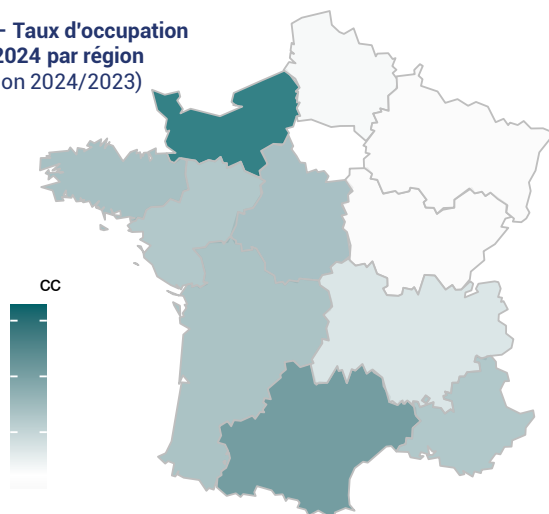 – Taux d'occupation
2024 par région
on 2024/2023)
CC